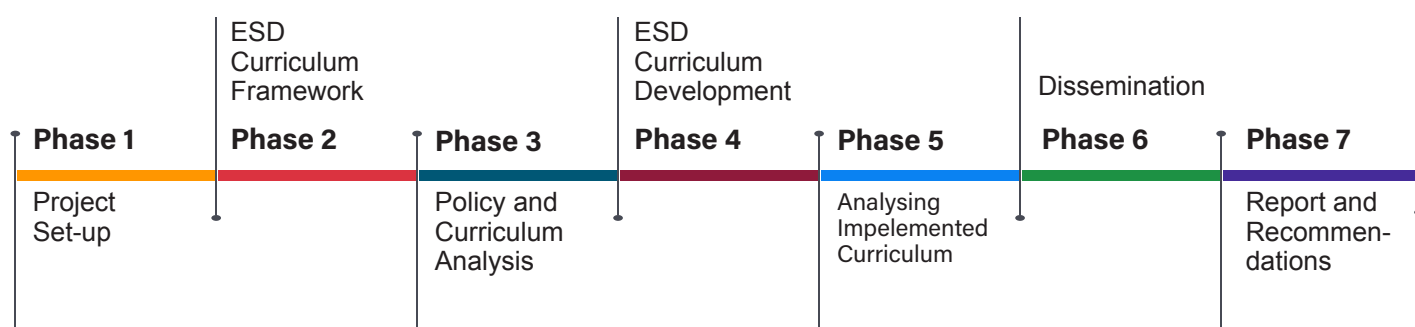 ESD
Curriculum
Framework
ESD
Curriculum
Development
Dissemination
Phase 1
Phase 2
Phase 3
Phase 4
Phase 5
Phase 6
Phase 7
Project
Set-up
Policy and
Curriculum
Analysis
Analysing
Impelemented
Curriculum
Report and
Recommen-
dations